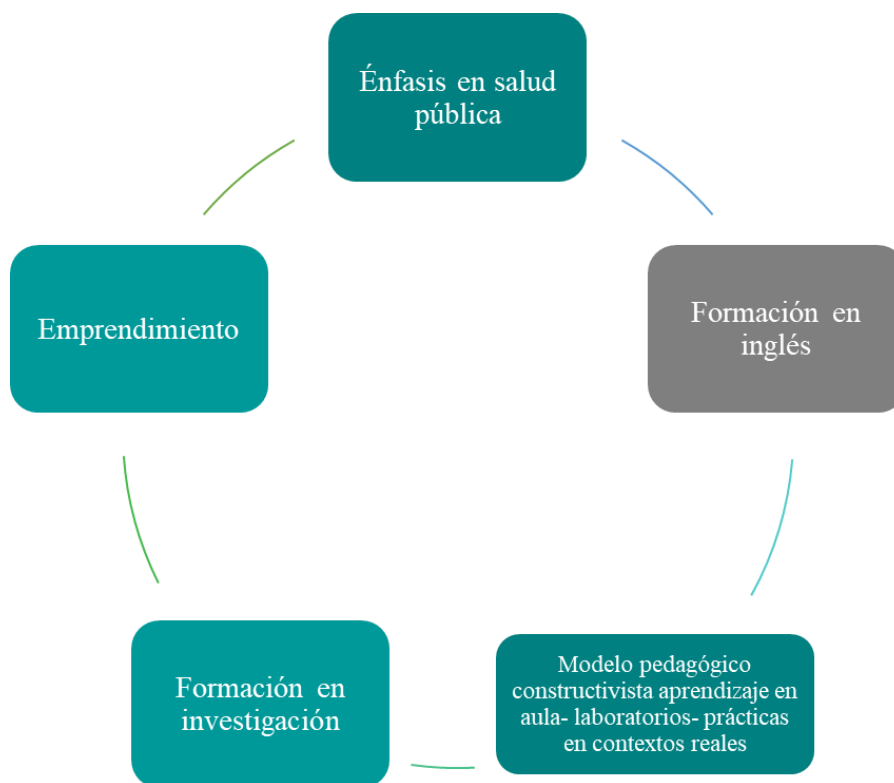 Énfasis en salud
pública
Formación en
inglés
Modelo pedagógico
constructivista aprendizaje en
aula- laboratorios- prácticas
en contextos reales
Formación en
investigación
Emprendimiento